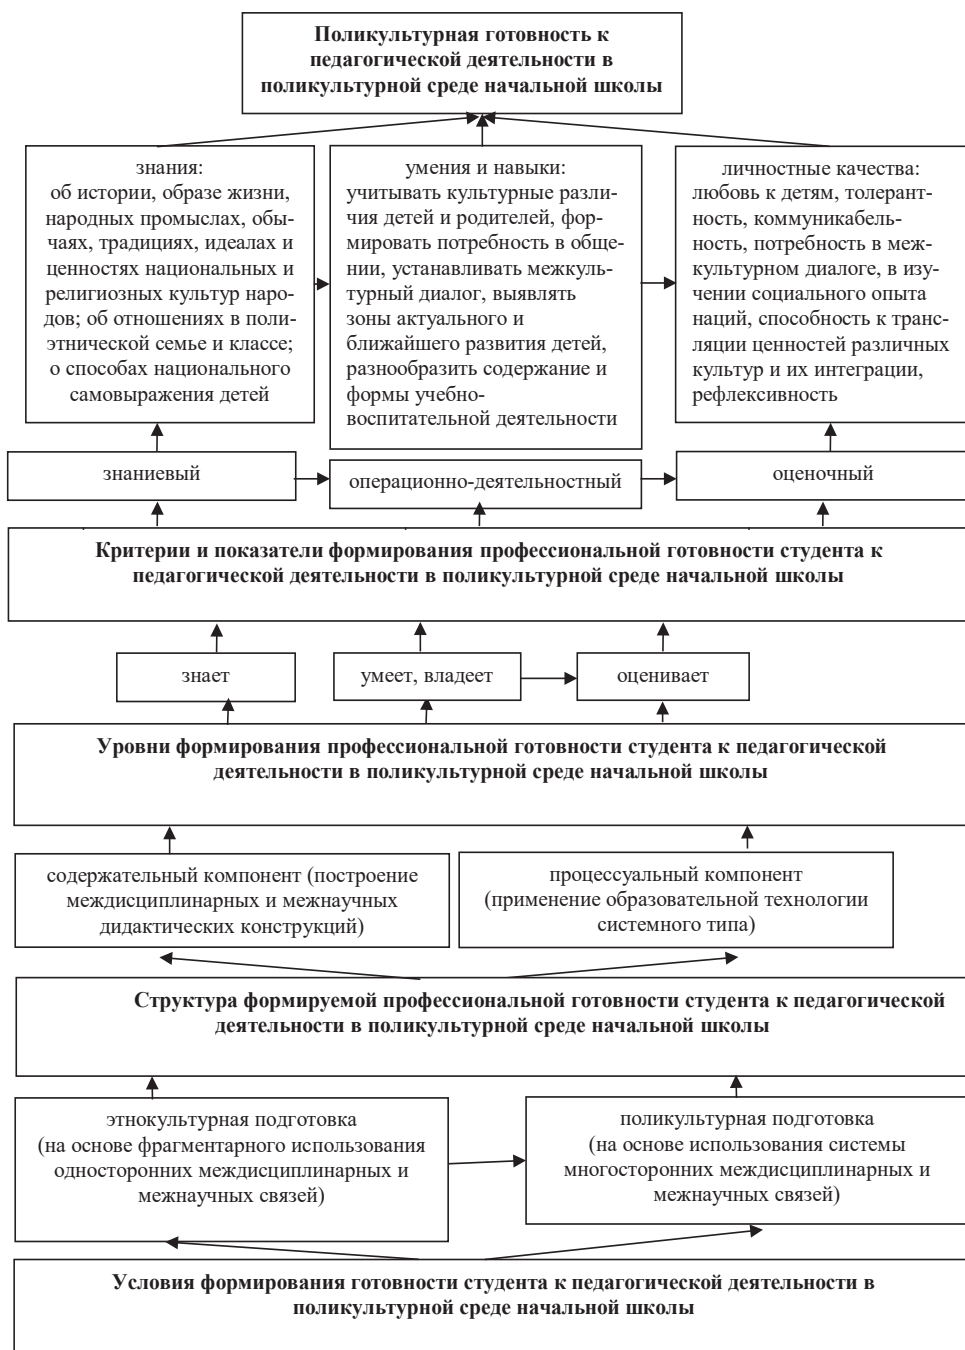 Поликультурная готовность к
педагогической деятельности в
поликультурной среде начальной школы
знания:
об истории, образе жизни,
народных промыслах, обы-
чаях, традициях, идеалах и
ценностях национальных и
религиозных культур наро-
дов; об отношениях в поли-
этнической семье и классе;
о способах национального
самовыражения детей
умения и навыки:
учитывать культурные разли-
чия детей и родителей, фор-
мировать потребность в обще-
нии, устанавливать межкуль-
турный диалог, выявлять
зоны актуального и
ближайшего развития детей,
разнообразить содержание и
формы учебно-
воспитательной деятельности
личностные качества:
любовь к детям, толерант-
ность, коммуникабель-
ность, потребность в меж-
культурном диалоге, в изу-
чении социального опыта
наций, способность к транс-
ляции ценностей различных
культур и их интеграции,
рефлексивность
знаниевый
операционно-деятельностный
оценочный
Критерии и показатели формирования профессиональной готовности студента к
педагогической деятельности в поликультурной среде начальной школы
знает
умеет, владеет
оценивает
Уровни формирования профессиональной готовности студента к педагогической
деятельности в поликультурной среде начальной школы
содержательный компонент (построение
междисциплинарных и межнаучных
дидактических конструкций)
процессуальный компонент
(применение образовательной технологии
системного типа)
Структура формируемой профессиональной готовности студента к педагогической
деятельности в поликультурной среде начальной школы
этнокультурная подготовка
(на основе фрагментарного использования
односторонних междисциплинарных и
межнаучных связей)
поликультурная подготовка
(на основе использования системы
многосторонних междисциплинарных и
межнаучных связей)
Условия формирования готовности студента к педагогической деятельности в
поликультурной среде начальной школы